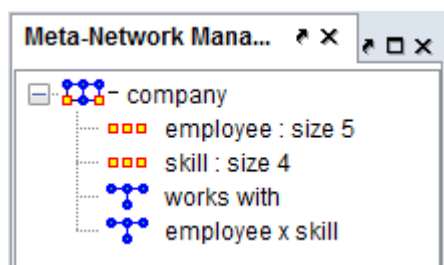 Meta-Network Mana...
company
employee : size 5
skill : size 4
works with
employee x skill